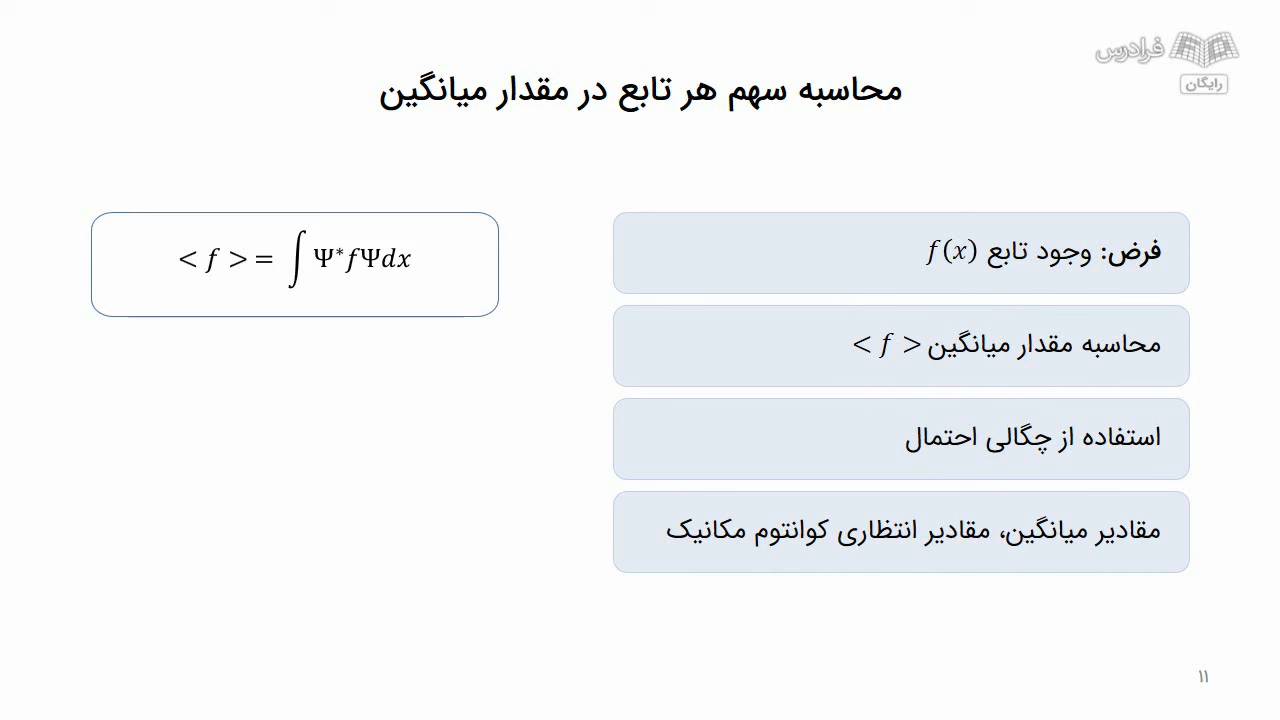 فرادرس
رایگان
محاسبه سهم هر تابع در مقدار میانگین
فرض: وجود تابع f(x)
محاسبه مقدار میانگین < f >
استفاده از چگالی احتمال
مقادیر میانگین، مقادیر انتظاری کوانتوم مکانیک
< f > = ∫ Ψ*fΨdx
۱۱